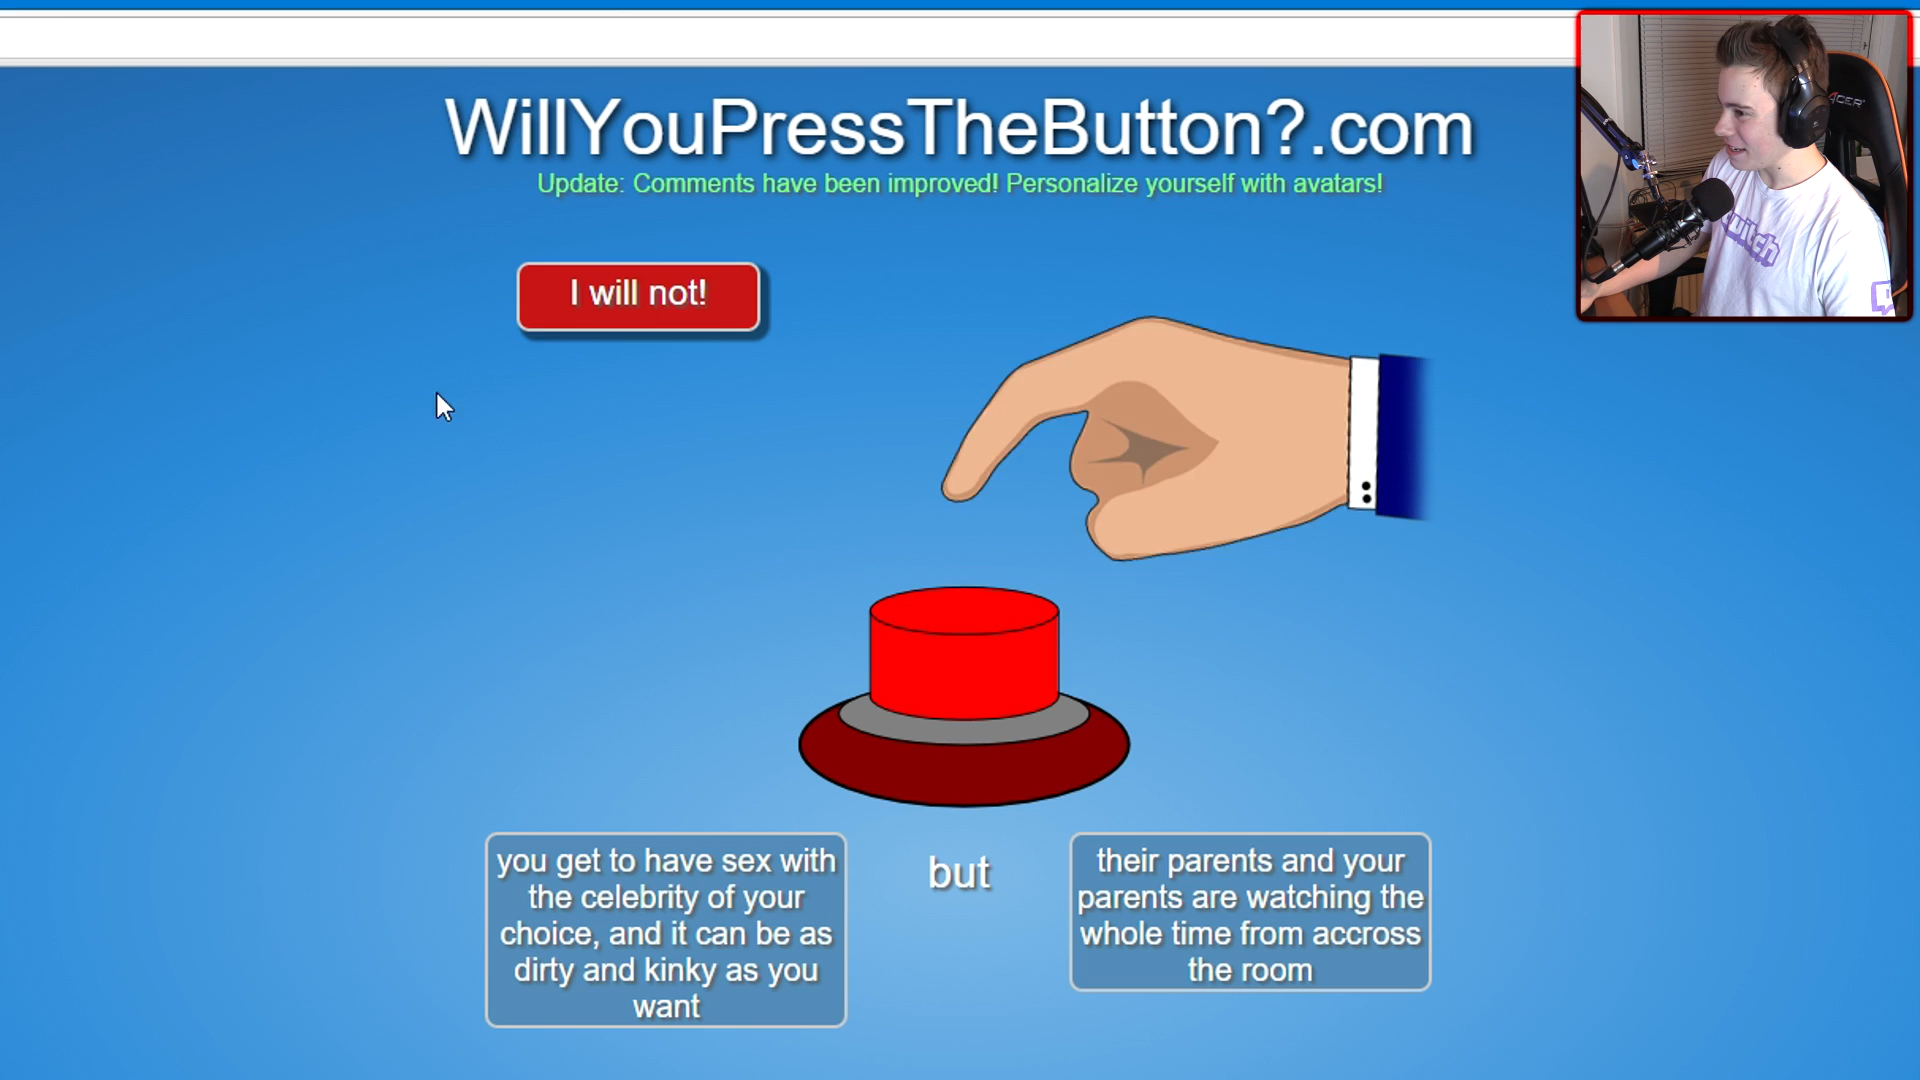 WillYouPressTheButton?.com
Update: Comments have been improved! Personalize yourself with avatars!
I will not!
ACER
twitch
you get to have sex with
the celebrity of your
choice, and it can be as
dirty and kinky as you
want
but
their parents and your
parents are watching the
whole time from accross
the room